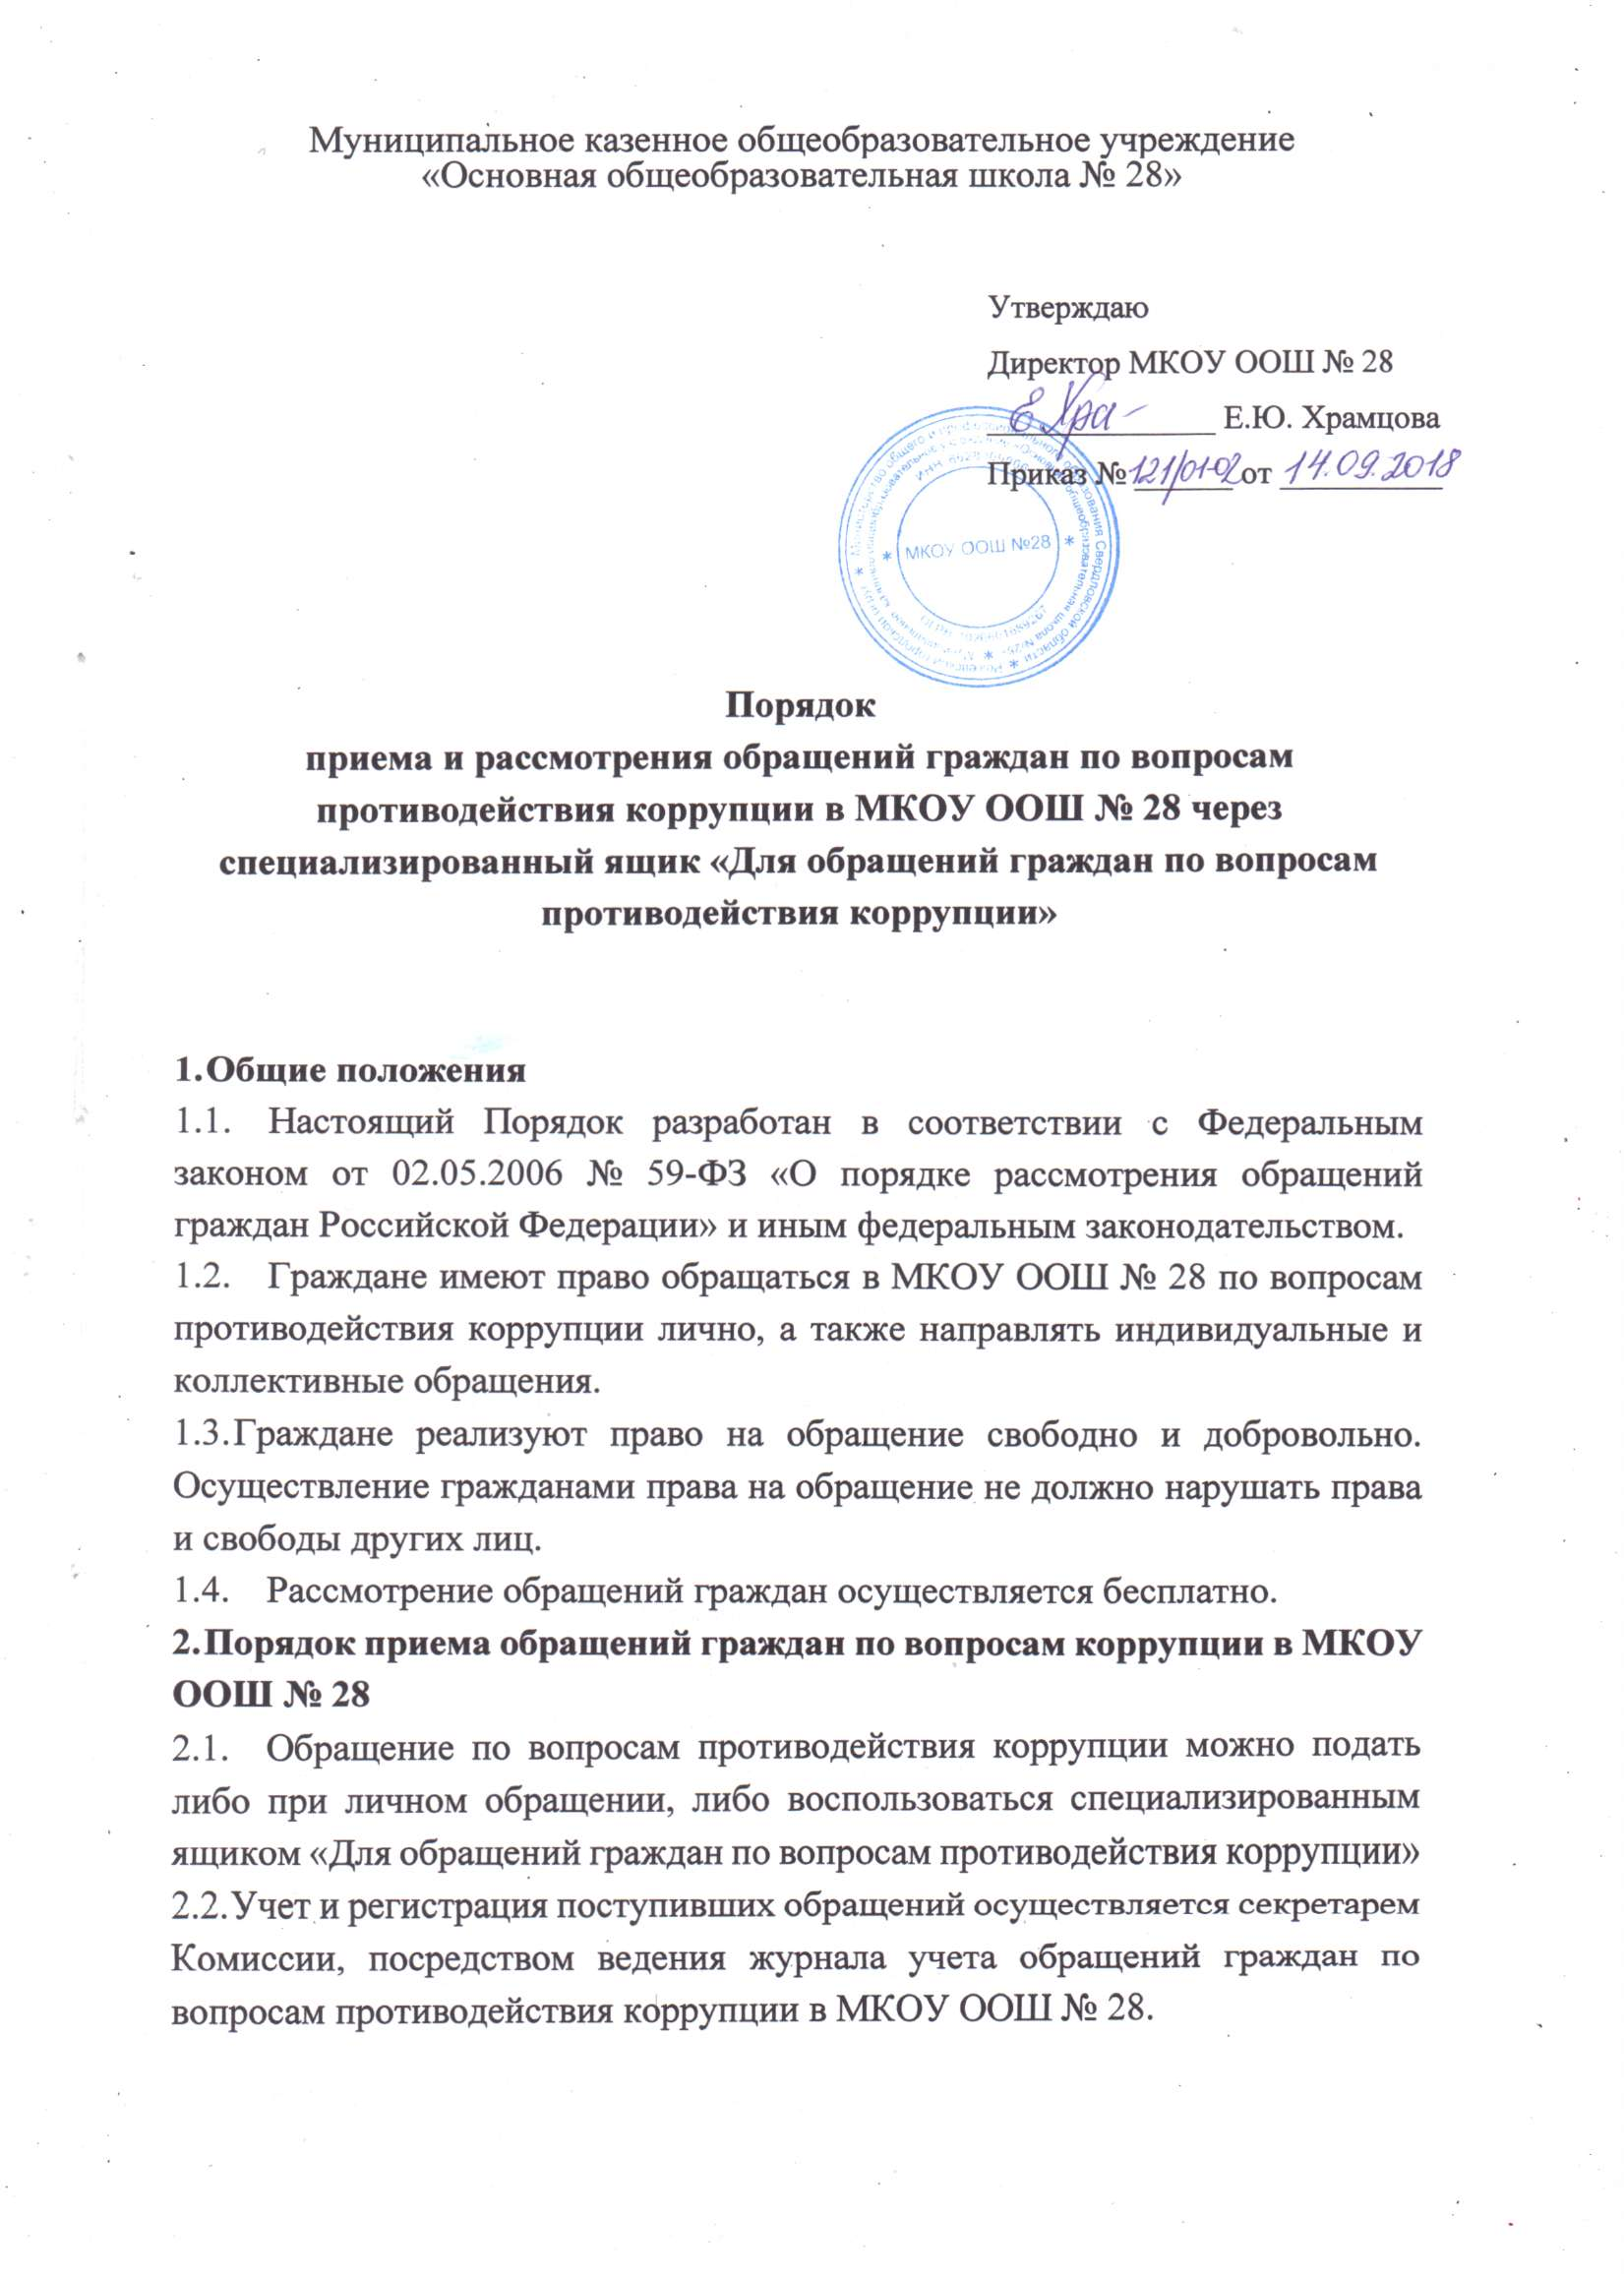 Муниципальное казенное общеобразовательное учреждение
«Основная общеобразовательная школа № 28»
Утверждаю
Директор МКОУ ООШ № 28
Е.Ю. Храмцова
Приказ № 121/01-02 от 14.09.2018
МКОУ ООШ №28
Порядок
приема и рассмотрения обращений граждан по вопросам
противодействия коррупции в МКОУ ООШ № 28 через
специализированный ящик «Для обращений граждан по вопросам
противодействия коррупции»
1.Общие положения
1.1. Настоящий Порядок разработан в соответствии с Федеральным
законом от 02.05.2006 № 59-ФЗ «О порядке рассмотрения обращений
граждан Российской Федерации» и иным федеральным законодательством.
1.2. Граждане имеют право обращаться в МКОУ ООШ № 28 по вопросам
противодействия коррупции лично, а также направлять индивидуальные и
коллективные обращения.
1.3.Граждане реализуют право на обращение свободно и добровольно.
Осуществление гражданами права на обращение не должно нарушать права
и свободы других лиц.
1.4. Рассмотрение обращений граждан осуществляется бесплатно.
2.Порядок приема обращений граждан по вопросам коррупции в МКОУ
ООШ № 28
2.1. Обращение по вопросам противодействия коррупции можно подать
либо при личном обращении, либо воспользоваться специализированным
ящиком «Для обращений граждан по вопросам противодействия коррупции»
2.2.Учет и регистрация поступивших обращений осуществляется секретарем
Комиссии, посредством ведения журнала учета обращений граждан по
вопросам противодействия коррупции в МКОУ ООШ № 28.